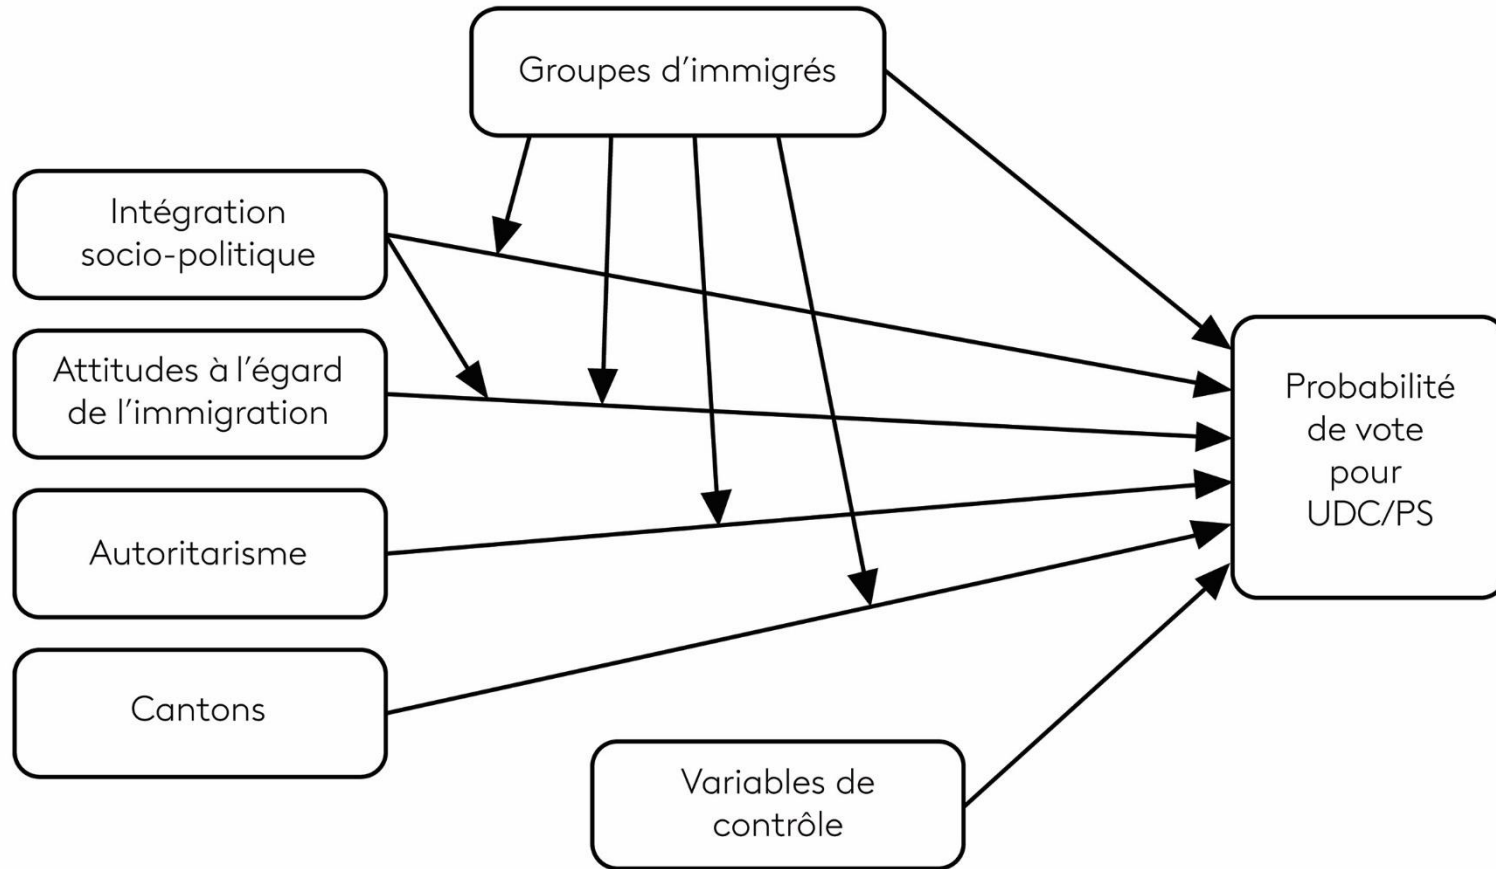 Groupes d'immigrés
Intégration
socio-politique
Attitudes à l'égard
de l'immigration
Autoritarisme
Cantons
Variables de
contrôle
Probabilité
de vote
pour
UDC/PS